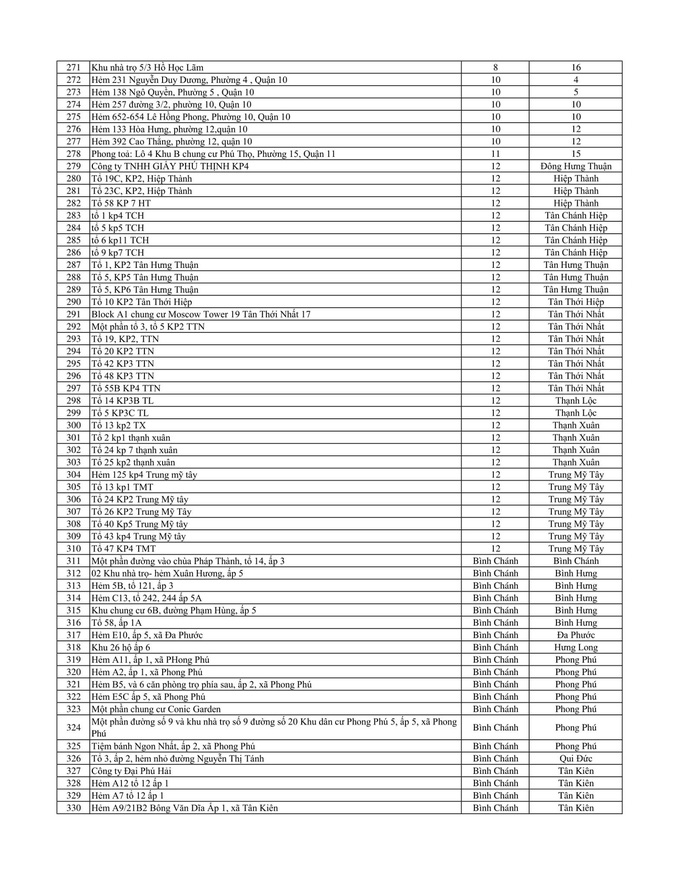 271 Khu nhà trọ 5/3 Hồ Học Lãm 8 16
272 Hẻm 231 Nguyễn Duy Dương, Phường 4 , Quận 10 10 4
273 Hẻm 138 Ngô Quyền, Phường 5 , Quận 10 10 5
274 Hẻm 257 đường 3/2, phường 10, Quận 10 10 10
275 Hẻm 652-654 Lê Hồng Phong, Phường 10, Quận 10 10 10
276 Hẻm 133 Hòa Hưng, phường 12,quận 10 10 12
277 Hẻm 392 Cao Thắng, phường 12, quận 10 10 12
278 Phong toả: Lô 4 Khu B chung cư Phú Thọ, Phường 15, Quận 11 11 15
279 Công ty TNHH GIẤY PHÚ THỊNH KP4 12 Đông Hưng Thuận
280 Tổ 19C, KP2, Hiệp Thành 12 Hiệp Thành
281 Tổ 23C, KP2, Hiệp Thành 12 Hiệp Thành
282 Tổ 58 KP 7 HT 12 Hiệp Thành
283 tổ 1 kp4 TCH 12 Tân Chánh Hiệp
284 tổ 5 kp5 TCH 12 Tân Chánh Hiệp
285 tổ 6 kp11 TCH 12 Tân Chánh Hiệp
286 tổ 9 kp7 TCH 12 Tân Chánh Hiệp
287 Tổ 1, KP2 Tân Hưng Thuận 12 Tân Hưng Thuận
288 Tổ 5, KP5 Tân Hưng Thuận 12 Tân Hưng Thuận
289 Tổ 5, KP6 Tân Hưng Thuận 12 Tân Hưng Thuận
290 Tổ 10 KP2 Tân Thới Hiệp 12 Tân Thới Hiệp
291 Block A1 chung cư Moscow Tower 19 Tân Thới Nhất 17 12 Tân Thới Nhất
292 Một phần tổ 3, tổ 5 KP2 TTN 12 Tân Thới Nhất
293 Tổ 19, KP2, TTN 12 Tân Thới Nhất
294 Tổ 20 KP2 TTN 12 Tân Thới Nhất
295 Tổ 42 KP3 TTN 12 Tân Thới Nhất
296 Tổ 48 KP3 TTN 12 Tân Thới Nhất
297 Tổ 55B KP4 TTN 12 Tân Thới Nhất
298 Tổ 14 KP3B TL 12 Thạnh Lộc
299 Tổ 5 KP3C TL 12 Thạnh Lộc
300 Tổ 13 kp2 TX 12 Thạnh Xuân
301 Tổ 2 kp1 thạnh xuân 12 Thạnh Xuân
302 Tổ 24 kp 7 thạnh xuân 12 Thạnh Xuân
303 Tổ 25 kp2 thạnh xuân 12 Thạnh Xuân
304 Hẻm 125 kp4 Trung mỹ tây 12 Trung Mỹ Tây
305 Tổ 13 kp1 TMT 12 Trung Mỹ Tây
306 Tổ 24 KP2 Trung Mỹ tây 12 Trung Mỹ Tây
307 Tổ 26 KP2 Trung Mỹ Tây 12 Trung Mỹ Tây
308 Tổ 40 Kp5 Trung Mỹ tây 12 Trung Mỹ Tây
309 Tổ 43 kp4 Trung Mỹ tây 12 Trung Mỹ Tây
310 Tổ 47 KP4 TMT 12 Trung Mỹ Tây
311 Một phần đường vào chùa Pháp Thành, tổ 14, ấp 3 Bình Chánh Bình Chánh
312 02 Khu nhà trọ- hẻm Xuân Hương, ấp 5 Bình Chánh Bình Hưng
313 Hẻm 5B, tổ 121, ấp 3 Bình Chánh Bình Hưng
314 Hẻm C13, tổ 242, 244 ấp 5A Bình Chánh Bình Hưng
315 Khu chung cư 6B, đường Phạm Hùng, ấp 5 Bình Chánh Bình Hưng
316 Tổ 58, ấp 1A Bình Chánh Bình Hưng
317 Hẻm E10, ấp 5, xã Đa Phước Bình Chánh Đa Phước
318 Khu 26 hộ ấp 6 Bình Chánh Hưng Long
319 Hẻm A11, ấp 1, xã PHong Phú Bình Chánh Phong Phú
320 Hẻm A2, ấp 1, xã Phong Phú Bình Chánh Phong Phú
321 Hẻm B5, và 6 căn phòng trọ phía sau, ấp 2, xã Phong Phú Bình Chánh Phong Phú
322 Hẻm E5C ấp 5, xã Phong Phú Bình Chánh Phong Phú
323 Một phần chung cư Conic Garden Bình Chánh Phong Phú
324 Một phần đường số 9 và khu nhà trọ số 9 đường số 20 Khu dân cư Phong Phú 5, ấp 5, xã Phong
Phú Bình Chánh Phong Phú
325 Tiệm bánh Ngon Nhất, ấp 2, xã Phong Phú Bình Chánh Phong Phú
326 Tổ 3, ấp 2, hẻm nhỏ đường Nguyễn Thị Tánh Bình Chánh Qui Đức
327 Công ty Đại Phú Hải Bình Chánh Tân Kiên
328 Hẻm A12 tổ 12 ấp 1 Bình Chánh Tân Kiên
329 Hẻm A7 tổ 12 ấp 1 Bình Chánh Tân Kiên
330 Hẻm A9/21B2 Bông Văn Dĩa Ấp 1, xã Tân Kiên Bình Chánh Tân Kiên